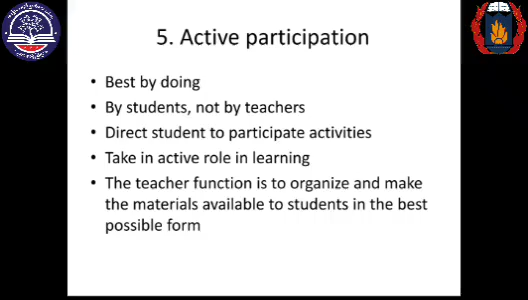 5. Active participation
• Best by doing
• By students, not by teachers
• Direct student to participate activities
• Take in active role in learning
• The teacher function is to organize and make
the materials available to students in the best
possible form